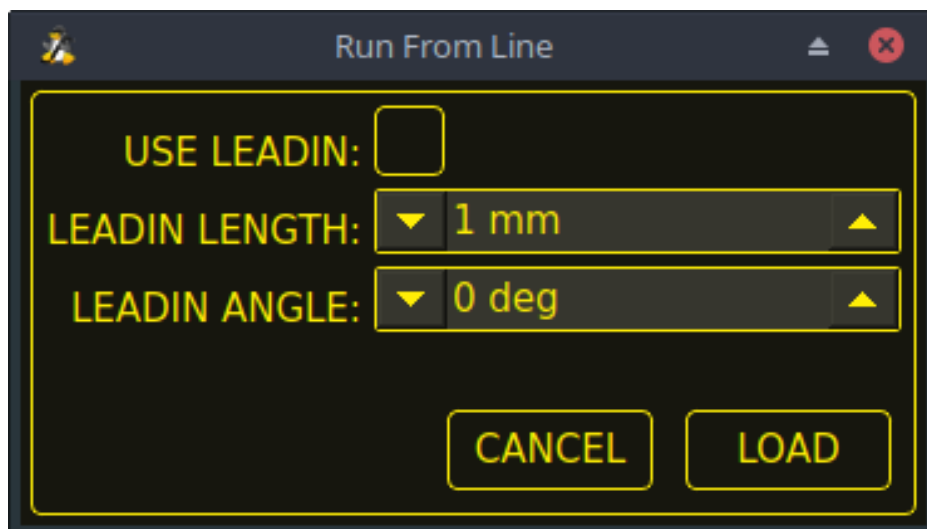 Run From Line
USE LEADIN:
LEADIN LENGTH: 1 mm
LEADIN ANGLE: 0 deg
CANCEL LOAD